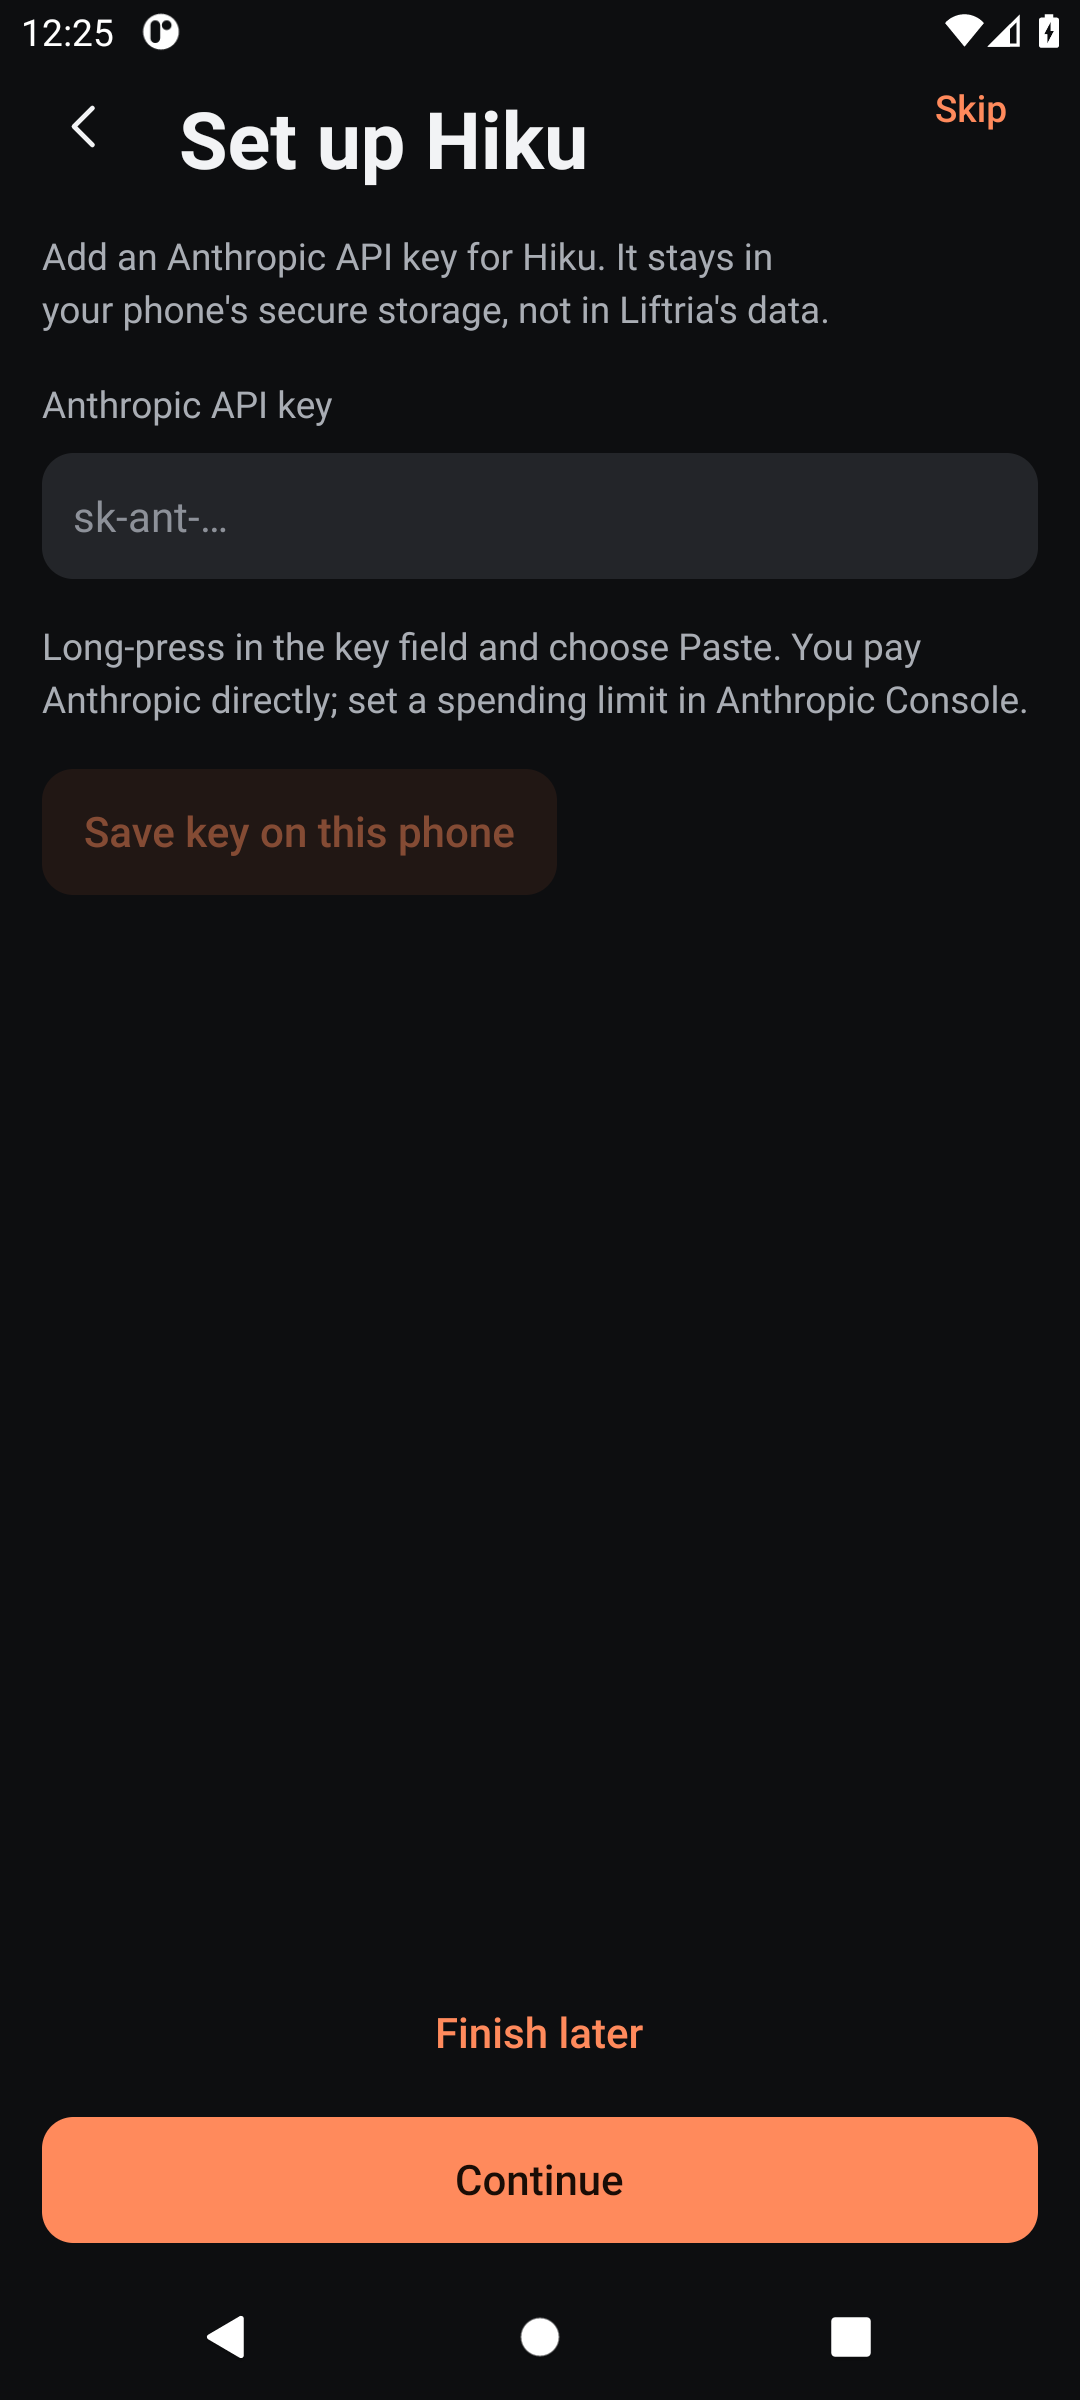 12:25
Set up Hiku
Skip
Add an Anthropic API key for Hiku. It stays in
your phone's secure storage, not in Liftria's data.
Anthropic API key
sk-ant-…
Long-press in the key field and choose Paste. You pay
Anthropic directly; set a spending limit in Anthropic Console.
Save key on this phone
Finish later
Continue